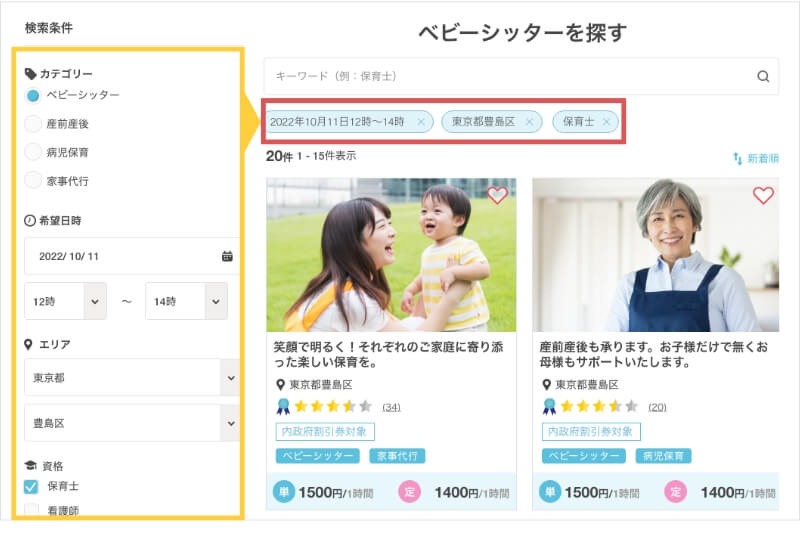 検索条件
カテゴリー
ベビーシッター
産前産後
病児保育
家事代行
希望日時
2022/ 10/ 11
12時 ～ 14時
エリア
東京都
豊島区
資格
保育士
看護師
ベビーシッターを探す
キーワード（例：保育士）
2022年10月11日12時〜14時 × 東京都豊島区 × 保育士 ×
20件 1 - 15件表示
新着順
笑顔で明るく！それぞれのご家庭に寄り添
った楽しい保育を。
東京都豊島区
(34)
内政府割引券対象
ベビーシッター 家事代行
単 1500円/1時間 定 1400円/1時間
産前産後も承ります。お子様だけで無くお
母様もサポートいたします。
東京都豊島区
(20)
内政府割引券対象
ベビーシッター 病児保育
単 1500円/1時間 定 1400円/1時間